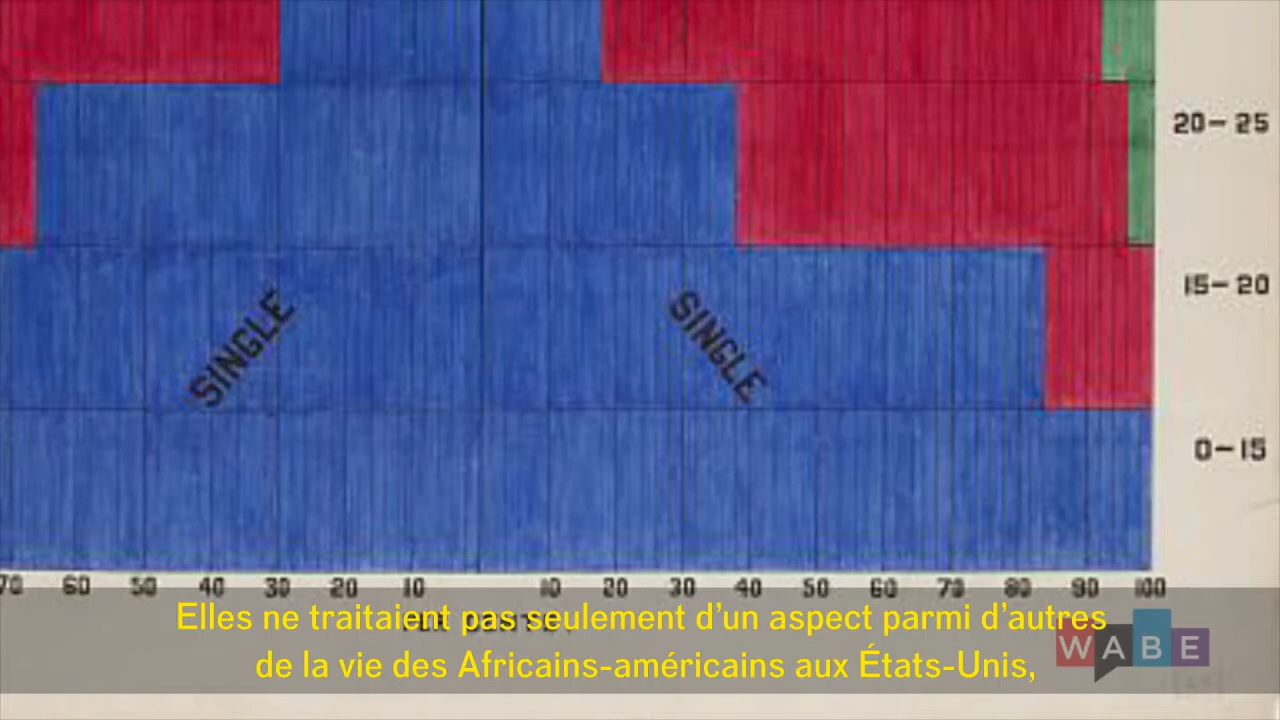 20-25
15-20
SINGLE SINGLE
0-15
70 60 50 40 30 20 10 10 20 30 40 50 60 70 80 90 100
PER CENTS.
Elles ne traitaient pas seulement d'un aspect parmi d'autres
de la vie des Africains-américains aux États-Unis,
WABE